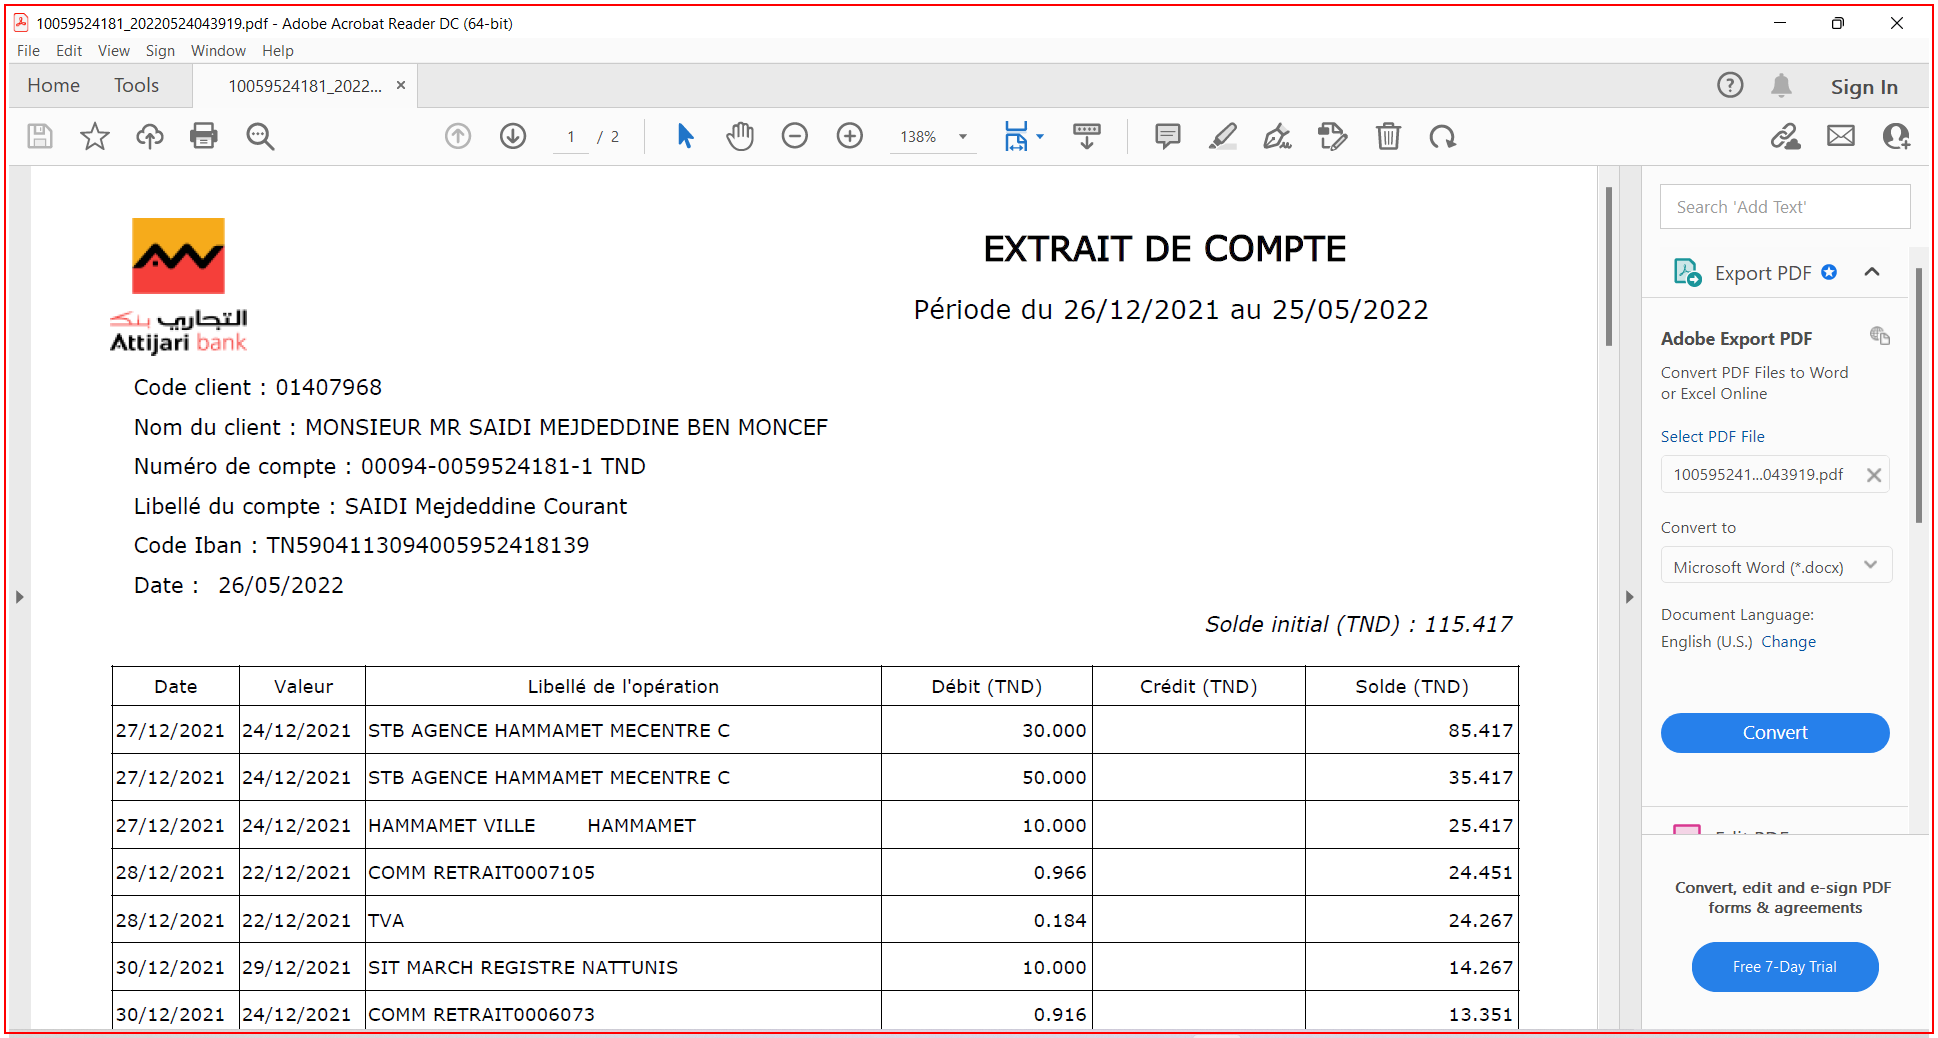 10059524181_20220524043919.pdf - Adobe Acrobat Reader DC (64-bit)
File Edit View Sign Window Help
Home Tools 10059524181_2022... × Sign In
1 / 2 138%
Search 'Add Text'
EXTRAIT DE COMPTE
Période du 26/12/2021 au 25/05/2022
التجاري بنك
Attijari bank
Code client : 01407968
Nom du client : MONSIEUR MR SAIDI MEJDEDDINE BEN MONCEF
Numéro de compte : 00094-0059524181-1 TND
Libellé du compte : SAIDI Mejdeddine Courant
Code Iban : TN5904113094005952418139
Date : 26/05/2022
Solde initial (TND) : 115.417
Date Valeur Libellé de l'opération Débit (TND) Crédit (TND) Solde (TND)
27/12/2021 24/12/2021 STB AGENCE HAMMAMET MECENTRE C 30.000 85.417
27/12/2021 24/12/2021 STB AGENCE HAMMAMET MECENTRE C 50.000 35.417
27/12/2021 24/12/2021 HAMMAMET VILLE HAMMAMET 10.000 25.417
28/12/2021 22/12/2021 COMM RETRAIT0007105 0.966 24.451
28/12/2021 22/12/2021 TVA 0.184 24.267
30/12/2021 29/12/2021 SIT MARCH REGISTRE NATTUNIS 10.000 14.267
30/12/2021 24/12/2021 COMM RETRAIT0006073 0.916 13.351
Export PDF
Adobe Export PDF
Convert PDF Files to Word
or Excel Online
Select PDF File
100595241...043919.pdf
Convert to
Microsoft Word (*.docx)
Document Language:
English (U.S.) Change
Convert
Edit PDF
Convert, edit and e-sign PDF
forms & agreements
Free 7-Day Trial